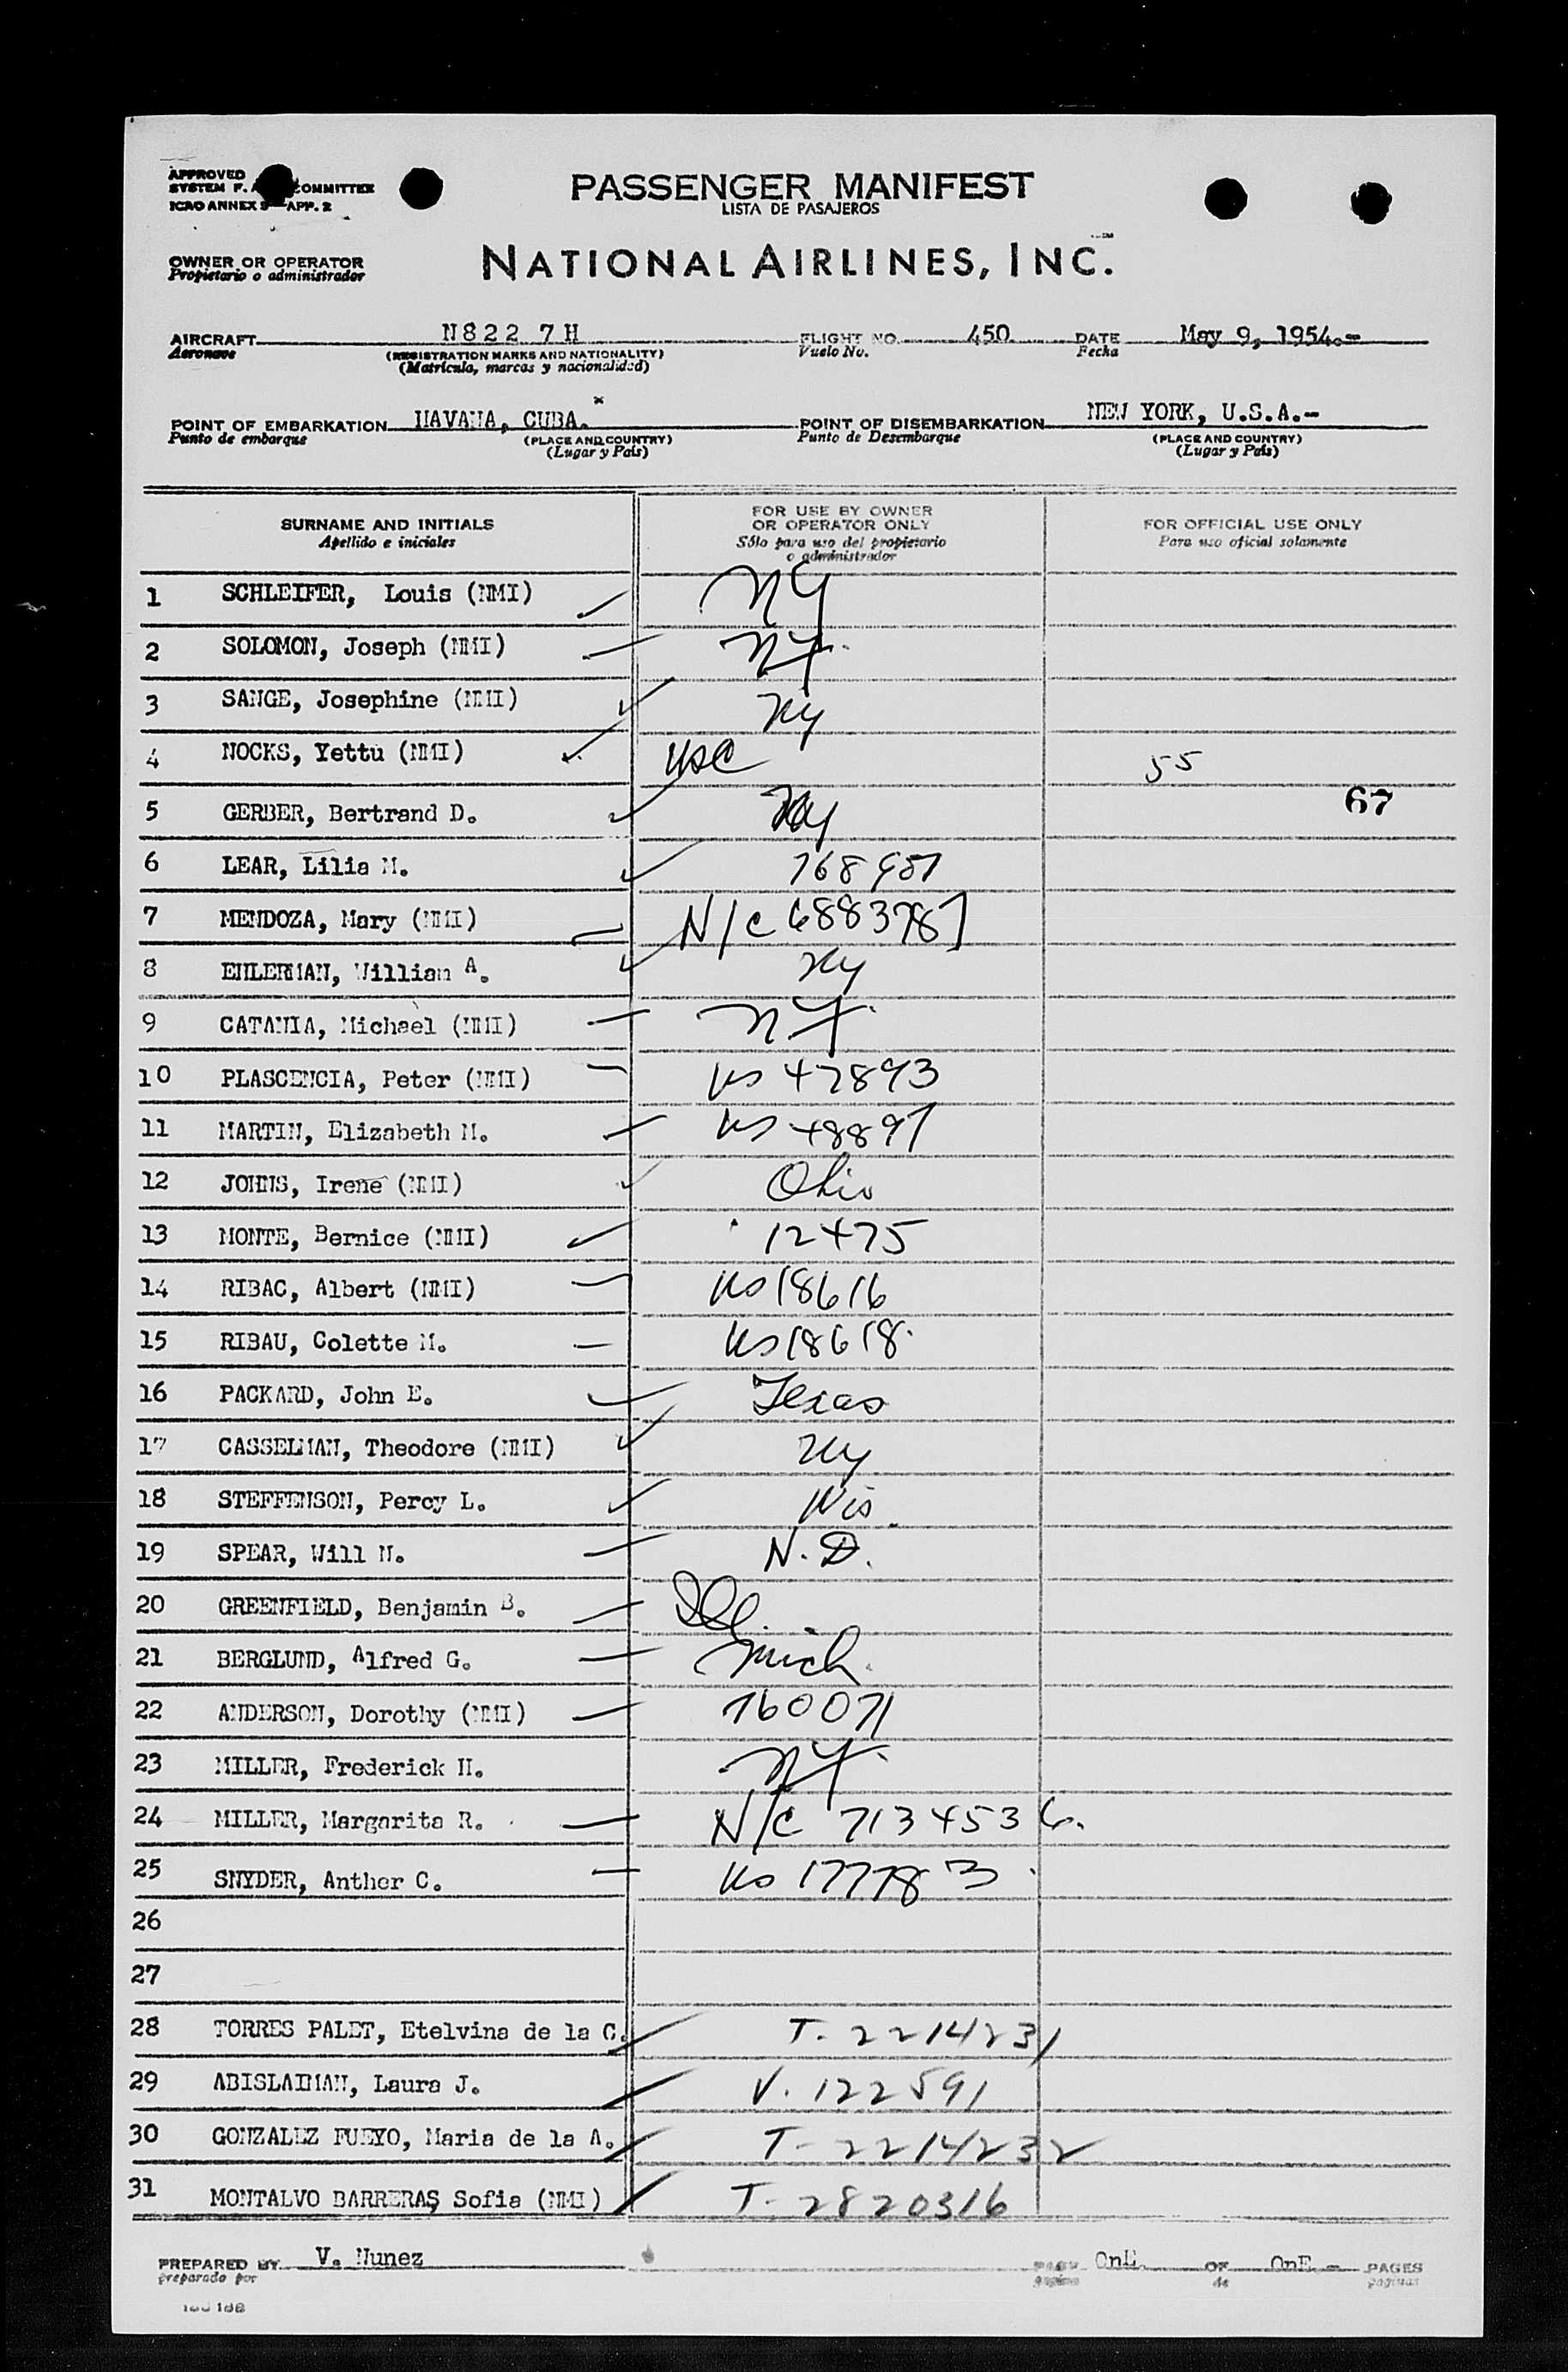 APPROVED
SYSTEM F. A. COMMITTEE
ICAO ANNEX 9 APP. 2
PASSENGER MANIFEST
LISTA DE PASAJEROS
OWNER OR OPERATOR
Propietario o administrador
NATIONAL AIRLINES, INC.
AIRCRAFT N822 7H FLIGHT NO. 450 DATE May 9, 1954.-
Aeronave (REGISTRATION MARKS AND NATIONALITY) Vuelo No. Fecha
(Matrícula, marcas y nacionalidad)
POINT OF EMBARKATION HAVANA, CUBA. POINT OF DISEMBARKATION NEW YORK, U.S.A.-
Punto de embarque (PLACE AND COUNTRY) Punto de Desembarque (PLACE AND COUNTRY)
(Lugar y País) (Lugar y País)
SURNAME AND INITIALS FOR USE BY OWNER OR OPERATOR ONLY FOR OFFICIAL USE ONLY
Apellido e iniciales Sólo para uso del propietario o administrador Para uso oficial solamente
1 SCHLEIFER, Louis (NMI) NY
2 SOLOMON, Joseph (NMI) NY.
3 SANGE, Josephine (NMI) Ny
4 NOCKS, Yettu (NMI) USC 55
5 GERBER, Bertrand D. Ny 67
6 LEAR, Lilia M. 768957
7 MENDOZA, Mary (NMI) N/C 6883787
8 EHLERMAN, William A. Ny
9 CATANIA, Michael (NMI) NY.
10 PLASCENCIA, Peter (NMI) US 47893
11 MARTIN, Elizabeth M. US 48897
12 JOHNS, Irene (NMI) Ohio
13 MONTE, Bernice (NMI) 12475
14 RIBAC, Albert (NMI) US 18616
15 RIBAU, Colette M. US 18618.
16 PACKARD, John E. Texas
17 CASSELMAN, Theodore (NMI) Ny
18 STEFFENSON, Percy L. Wis.
19 SPEAR, Will N. N.D.
20 GREENFIELD, Benjamin B. Ill.
21 BERGLUND, Alfred G. Mich.
22 ANDERSON, Dorothy (NMI) 760071
23 MILLER, Frederick H. NY.
24 MILLER, Margarita R. N/C 7134536.
25 SNYDER, Anther C. US 177783
26
27
28 TORRES PALET, Etelvina de la C. T. 2214231
29 ABISLAIMAN, Laura J. V. 122591
30 GONZALEZ FUEYO, Maria de la A. T- 2214232
31 MONTALVO BARRERAS Sofia (NMI) T- 2820316
PREPARED BY V. Nunez PAGE OnE OF OnE.- PAGES
preparado por página de páginas